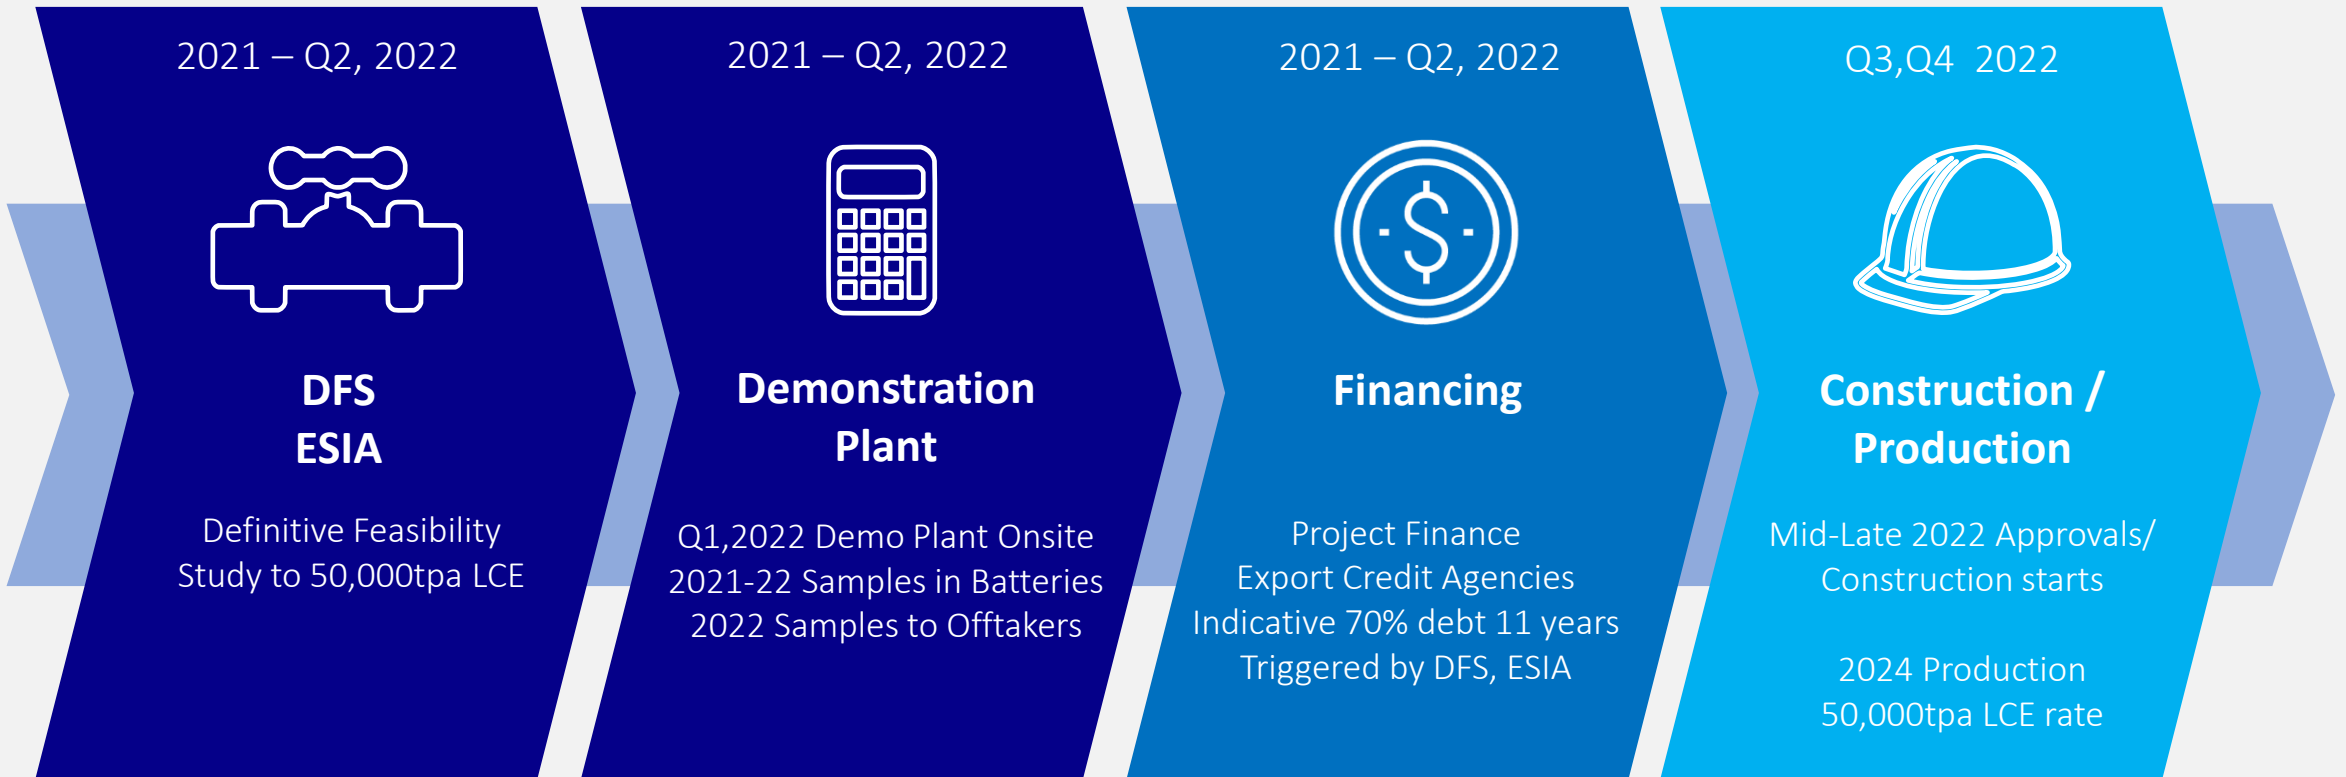 2021 – Q2, 2022
DFS
ESIA
Definitive Feasibility
Study to 50,000tpa LCE
2021 – Q2, 2022
Demonstration
Plant
Q1,2022 Demo Plant Onsite
2021-22 Samples in Batteries
2022 Samples to Offtakers
2021 – Q2, 2022
$
Financing
Project Finance
Export Credit Agencies
Indicative 70% debt 11 years
Triggered by DFS, ESIA
Q3,Q4 2022
Construction /
Production
Mid-Late 2022 Approvals/
Construction starts
2024 Production
50,000tpa LCE rate